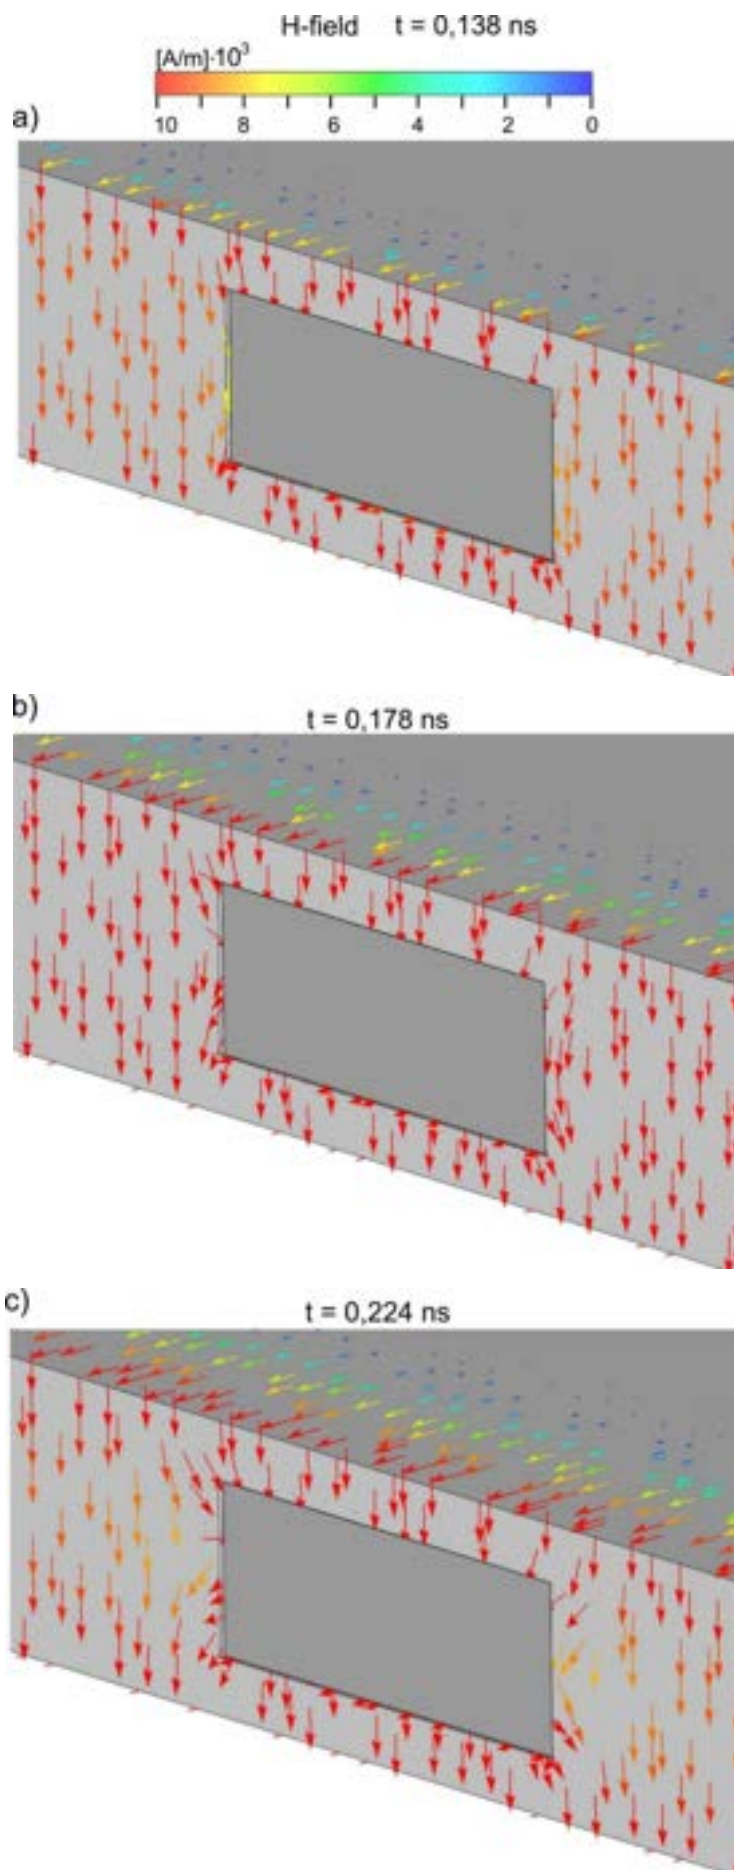 H-field t = 0,138 ns
[A/m]·10³
10 8 6 4 2 0
a)
b)
t = 0,178 ns
c)
t = 0,224 ns